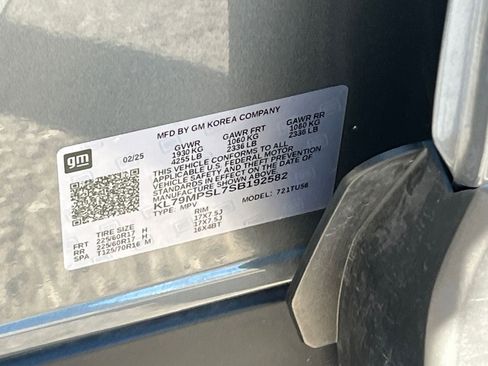 MFD BY GM KOREA COMPANY
gm
02/25
GVWR GAWR FRT GAWR RR
1930 KG 1060 KG 1060 KG
4255 LB 2336 LB 2336 LB
THIS VEHICLE CONFORMS TO ALL
APPLICABLE U.S. FEDERAL MOTOR
VEHICLE SAFETY AND THEFT PREVENTION
STANDARDS IN EFFECT ON THE DATE OF
MANUFACTURE SHOWN ABOVE.
KL79MPSL7SB192582
TYPE: MPV MODEL: 721TU56
TIRE SIZE RIM
FRT 225/60R17 H 17X7.5J
RR 225/60R17 H 17X7.5J
SPA T125/70R16 M 16X4BT